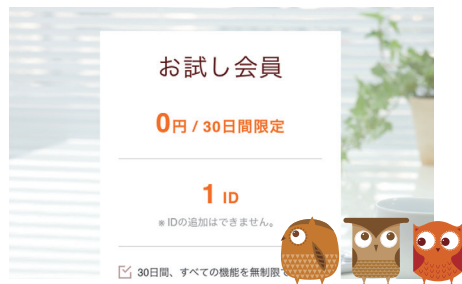 お試し会員
0円 / 30日間限定
1 ID
※ IDの追加はできません。
30日間、すべての機能を無制限で